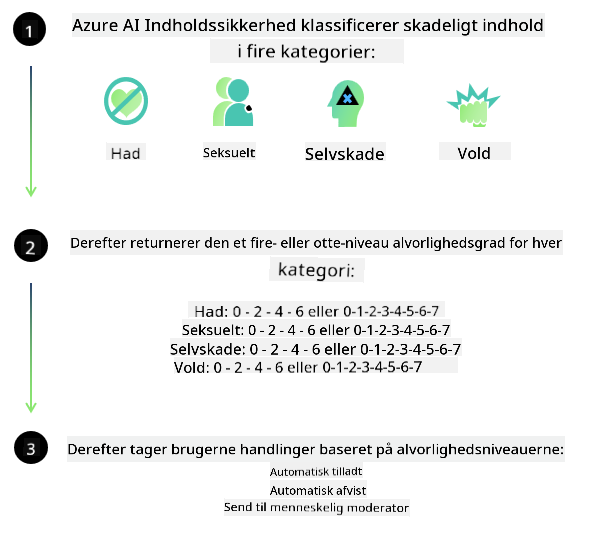 1
Azure AI Indholdssikkerhed klassificerer skadeligt indhold
i fire kategorier:
Had
Seksuelt
Selvskade
Vold
2
Derefter returnerer den et fire- eller otte-niveau alvorlighedsgrad for hver
kategori:
Had: 0 - 2 - 4 - 6 eller 0-1-2-3-4-5-6-7
Seksuelt: 0 - 2 - 4 - 6 eller 0-1-2-3-4-5-6-7
Selvskade: 0 - 2 - 4 - 6 eller 0-1-2-3-4-5-6-7
Vold: 0 - 2 - 4 - 6 eller 0-1-2-3-4-5-6-7
3
Derefter tager brugerne handlinger baseret på alvorlighedsniveauerne:
Automatisk tilladt
Automatisk afvist
Send til menneskelig moderator